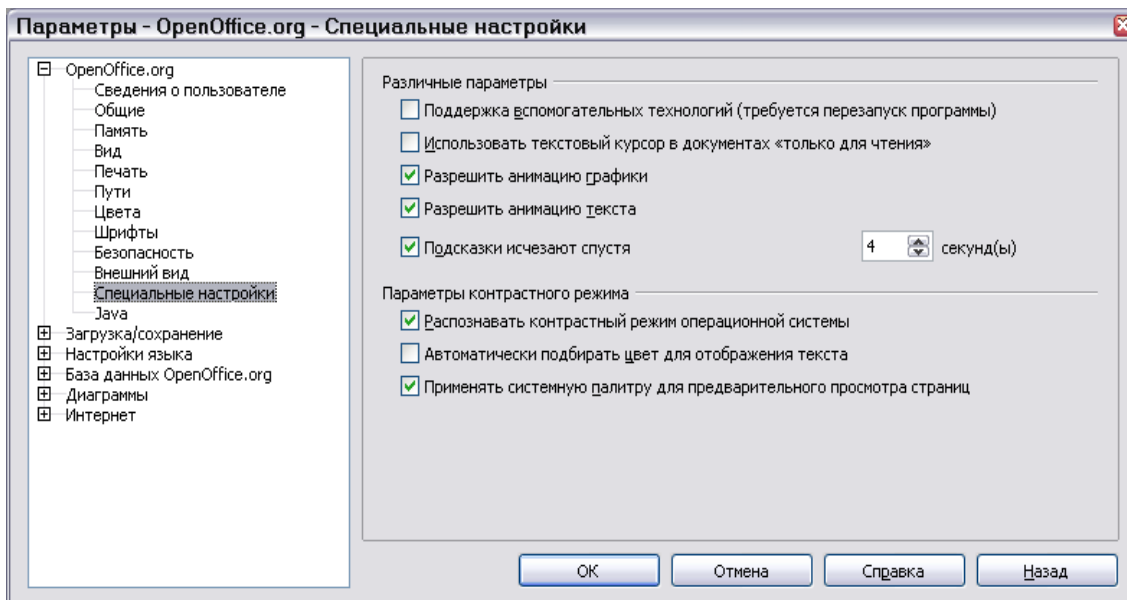 Параметры - OpenOffice.org - Специальные настройки
OpenOffice.org
Сведения о пользователе
Общие
Память
Вид
Печать
Пути
Цвета
Шрифты
Безопасность
Внешний вид
Специальные настройки
Java
Загрузка/сохранение
Настройки языка
База данных OpenOffice.org
Диаграммы
Интернет
Различные параметры
Поддержка вспомогательных технологий (требуется перезапуск программы)
Использовать текстовый курсор в документах «только для чтения»
Разрешить анимацию графики
Разрешить анимацию текста
Подсказки исчезают спустя 4 секунд(ы)
Параметры контрастного режима
Распознавать контрастный режим операционной системы
Автоматически подбирать цвет для отображения текста
Применять системную палитру для предварительного просмотра страниц
ОК Отмена Справка Назад